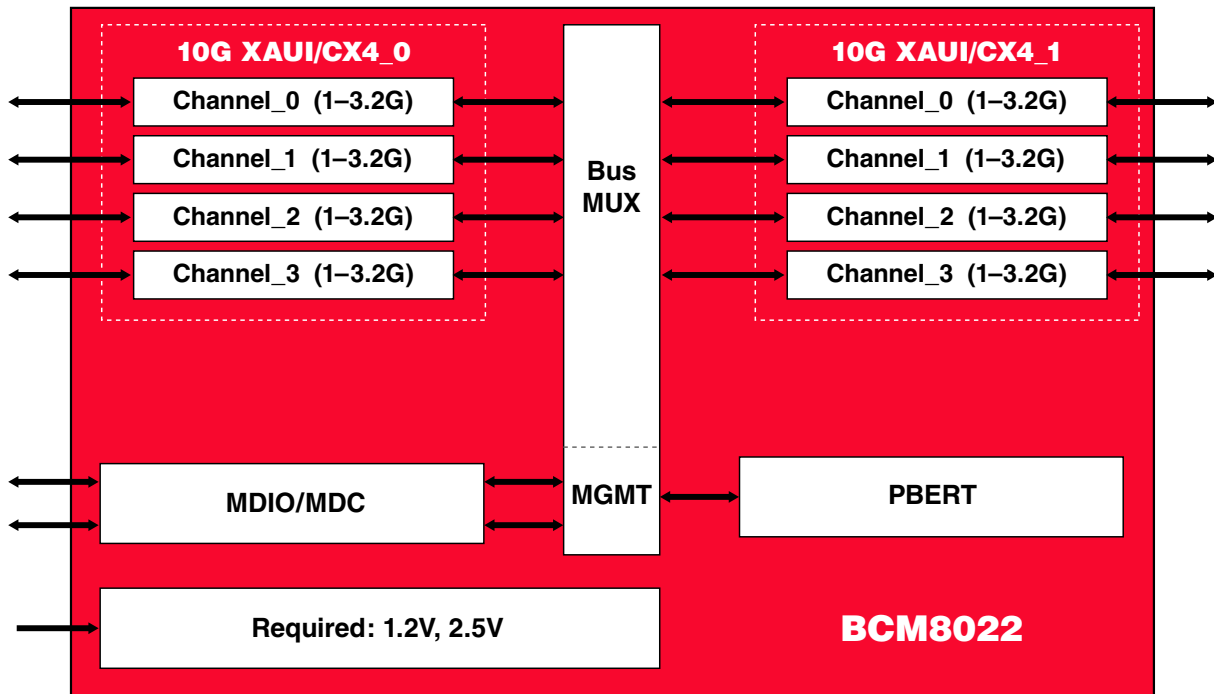 10G XAUI/CX4_0
Channel_0 (1–3.2G)
Channel_1 (1–3.2G)
Channel_2 (1–3.2G)
Channel_3 (1–3.2G)
Bus
MUX
10G XAUI/CX4_1
Channel_0 (1–3.2G)
Channel_1 (1–3.2G)
Channel_2 (1–3.2G)
Channel_3 (1–3.2G)
MDIO/MDC
MGMT
PBERT
Required: 1.2V, 2.5V
BCM8022